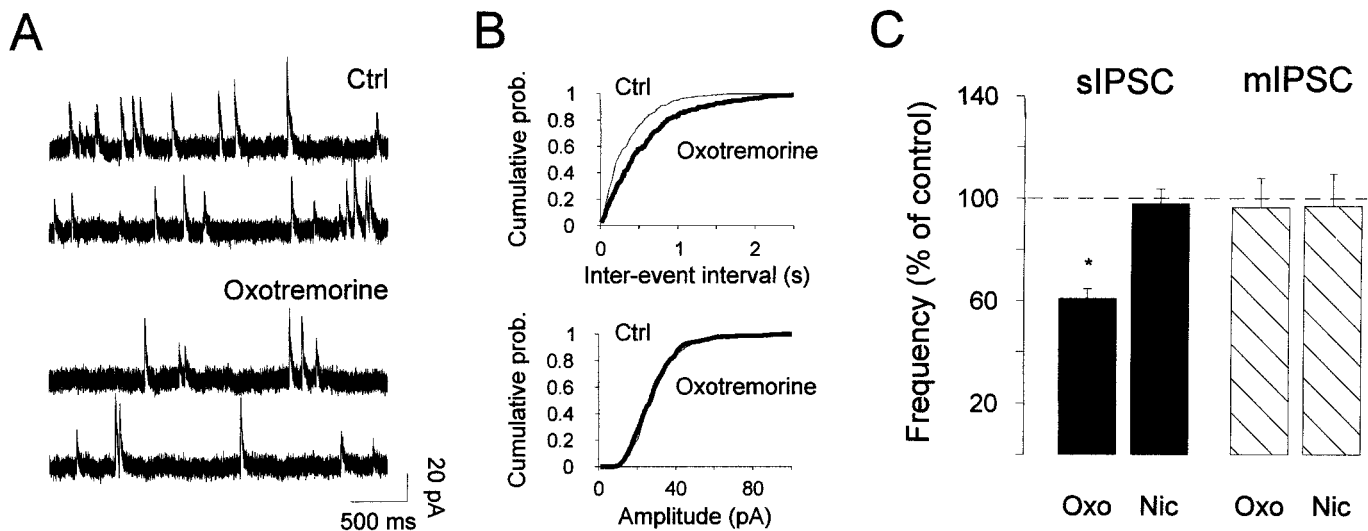 A
Ctrl
Oxotremorine
20 pA
500 ms
B
Cumulative prob.
1
0.8
0.6
0.4
0.2
0
Ctrl
Oxotremorine
0 1 2
Inter-event interval (s)
Cumulative prob.
1
0.8
0.6
0.4
0.2
0
Ctrl
Oxotremorine
0 40 80
Amplitude (pA)
C
sIPSC mIPSC
Frequency (% of control)
140
100
60
20
*
Oxo Nic Oxo Nic